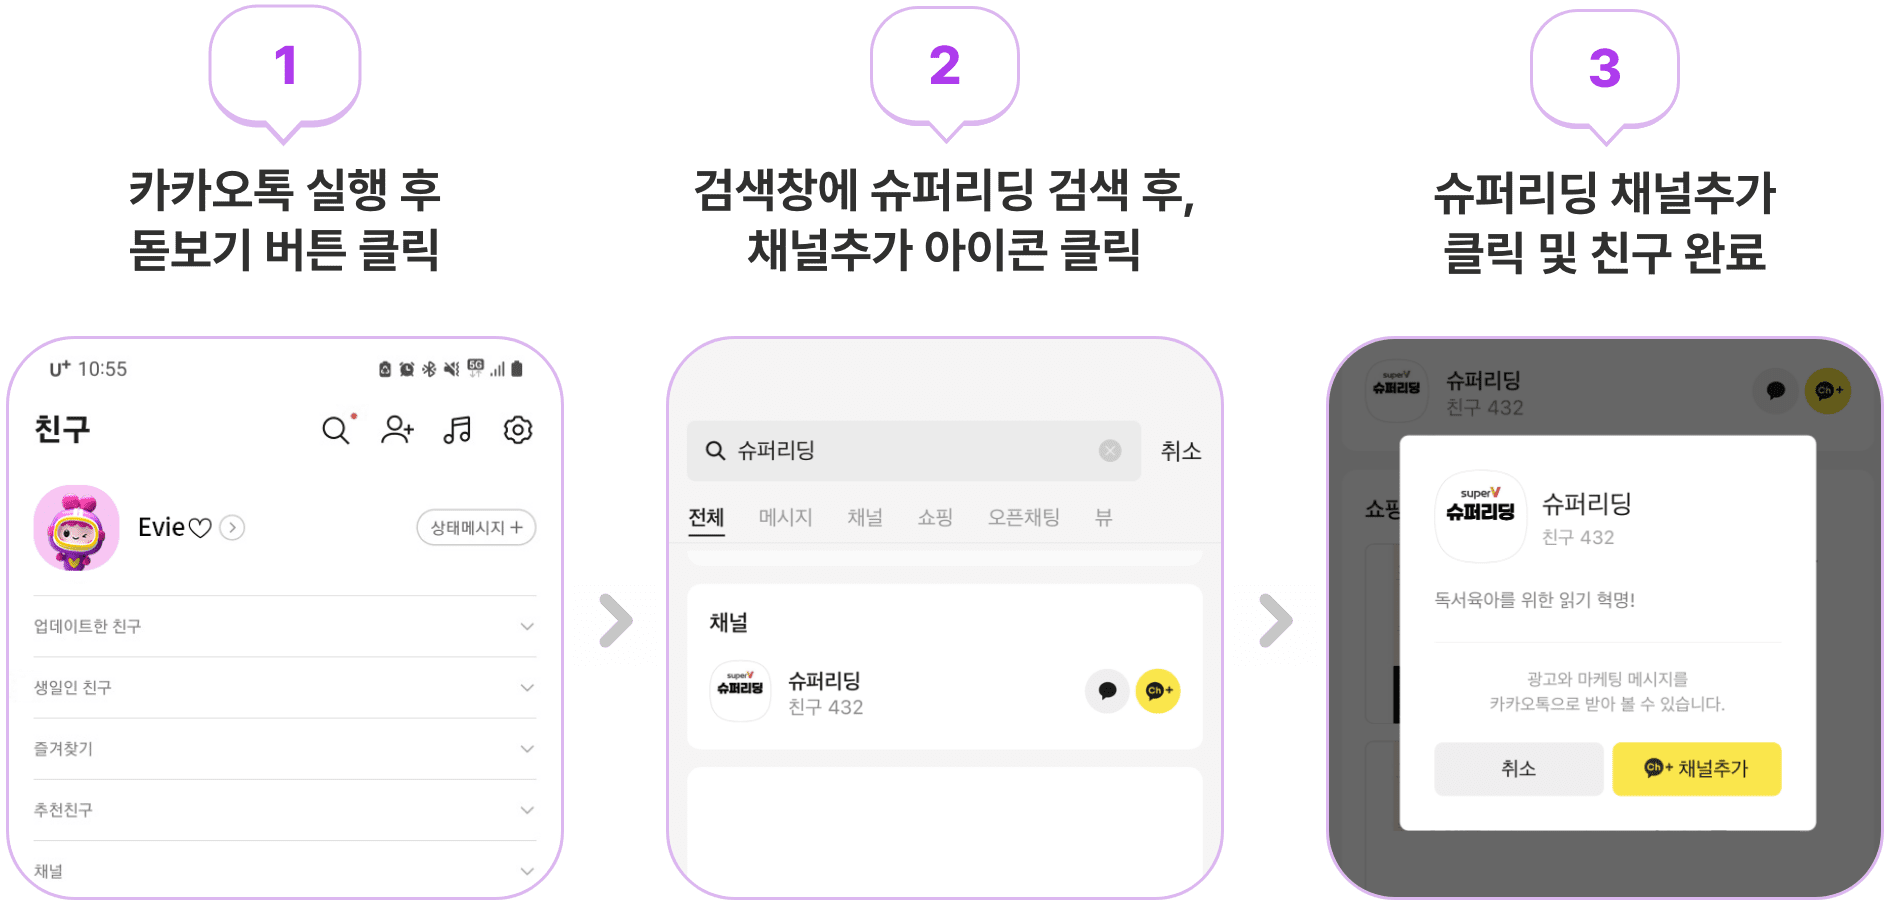 1
카카오톡 실행 후
돋보기 버튼 클릭
U+ 10:55
5G
친구
Evie♡
상태메시지 +
업데이트한 친구
생일인 친구
즐겨찾기
추천친구
채널
2
검색창에 슈퍼리딩 검색 후,
채널추가 아이콘 클릭
슈퍼리딩
취소
전체 메시지 채널 쇼핑 오픈채팅 뷰
채널
superV
슈퍼리딩
슈퍼리딩
친구 432
Ch+
3
슈퍼리딩 채널추가
클릭 및 친구 완료
superV
슈퍼리딩
슈퍼리딩
친구 432
Ch+
쇼핑
superV
슈퍼리딩
슈퍼리딩
친구 432
독서육아를 위한 읽기 혁명!
광고와 마케팅 메시지를
카카오톡으로 받아 볼 수 있습니다.
취소
Ch+ 채널추가